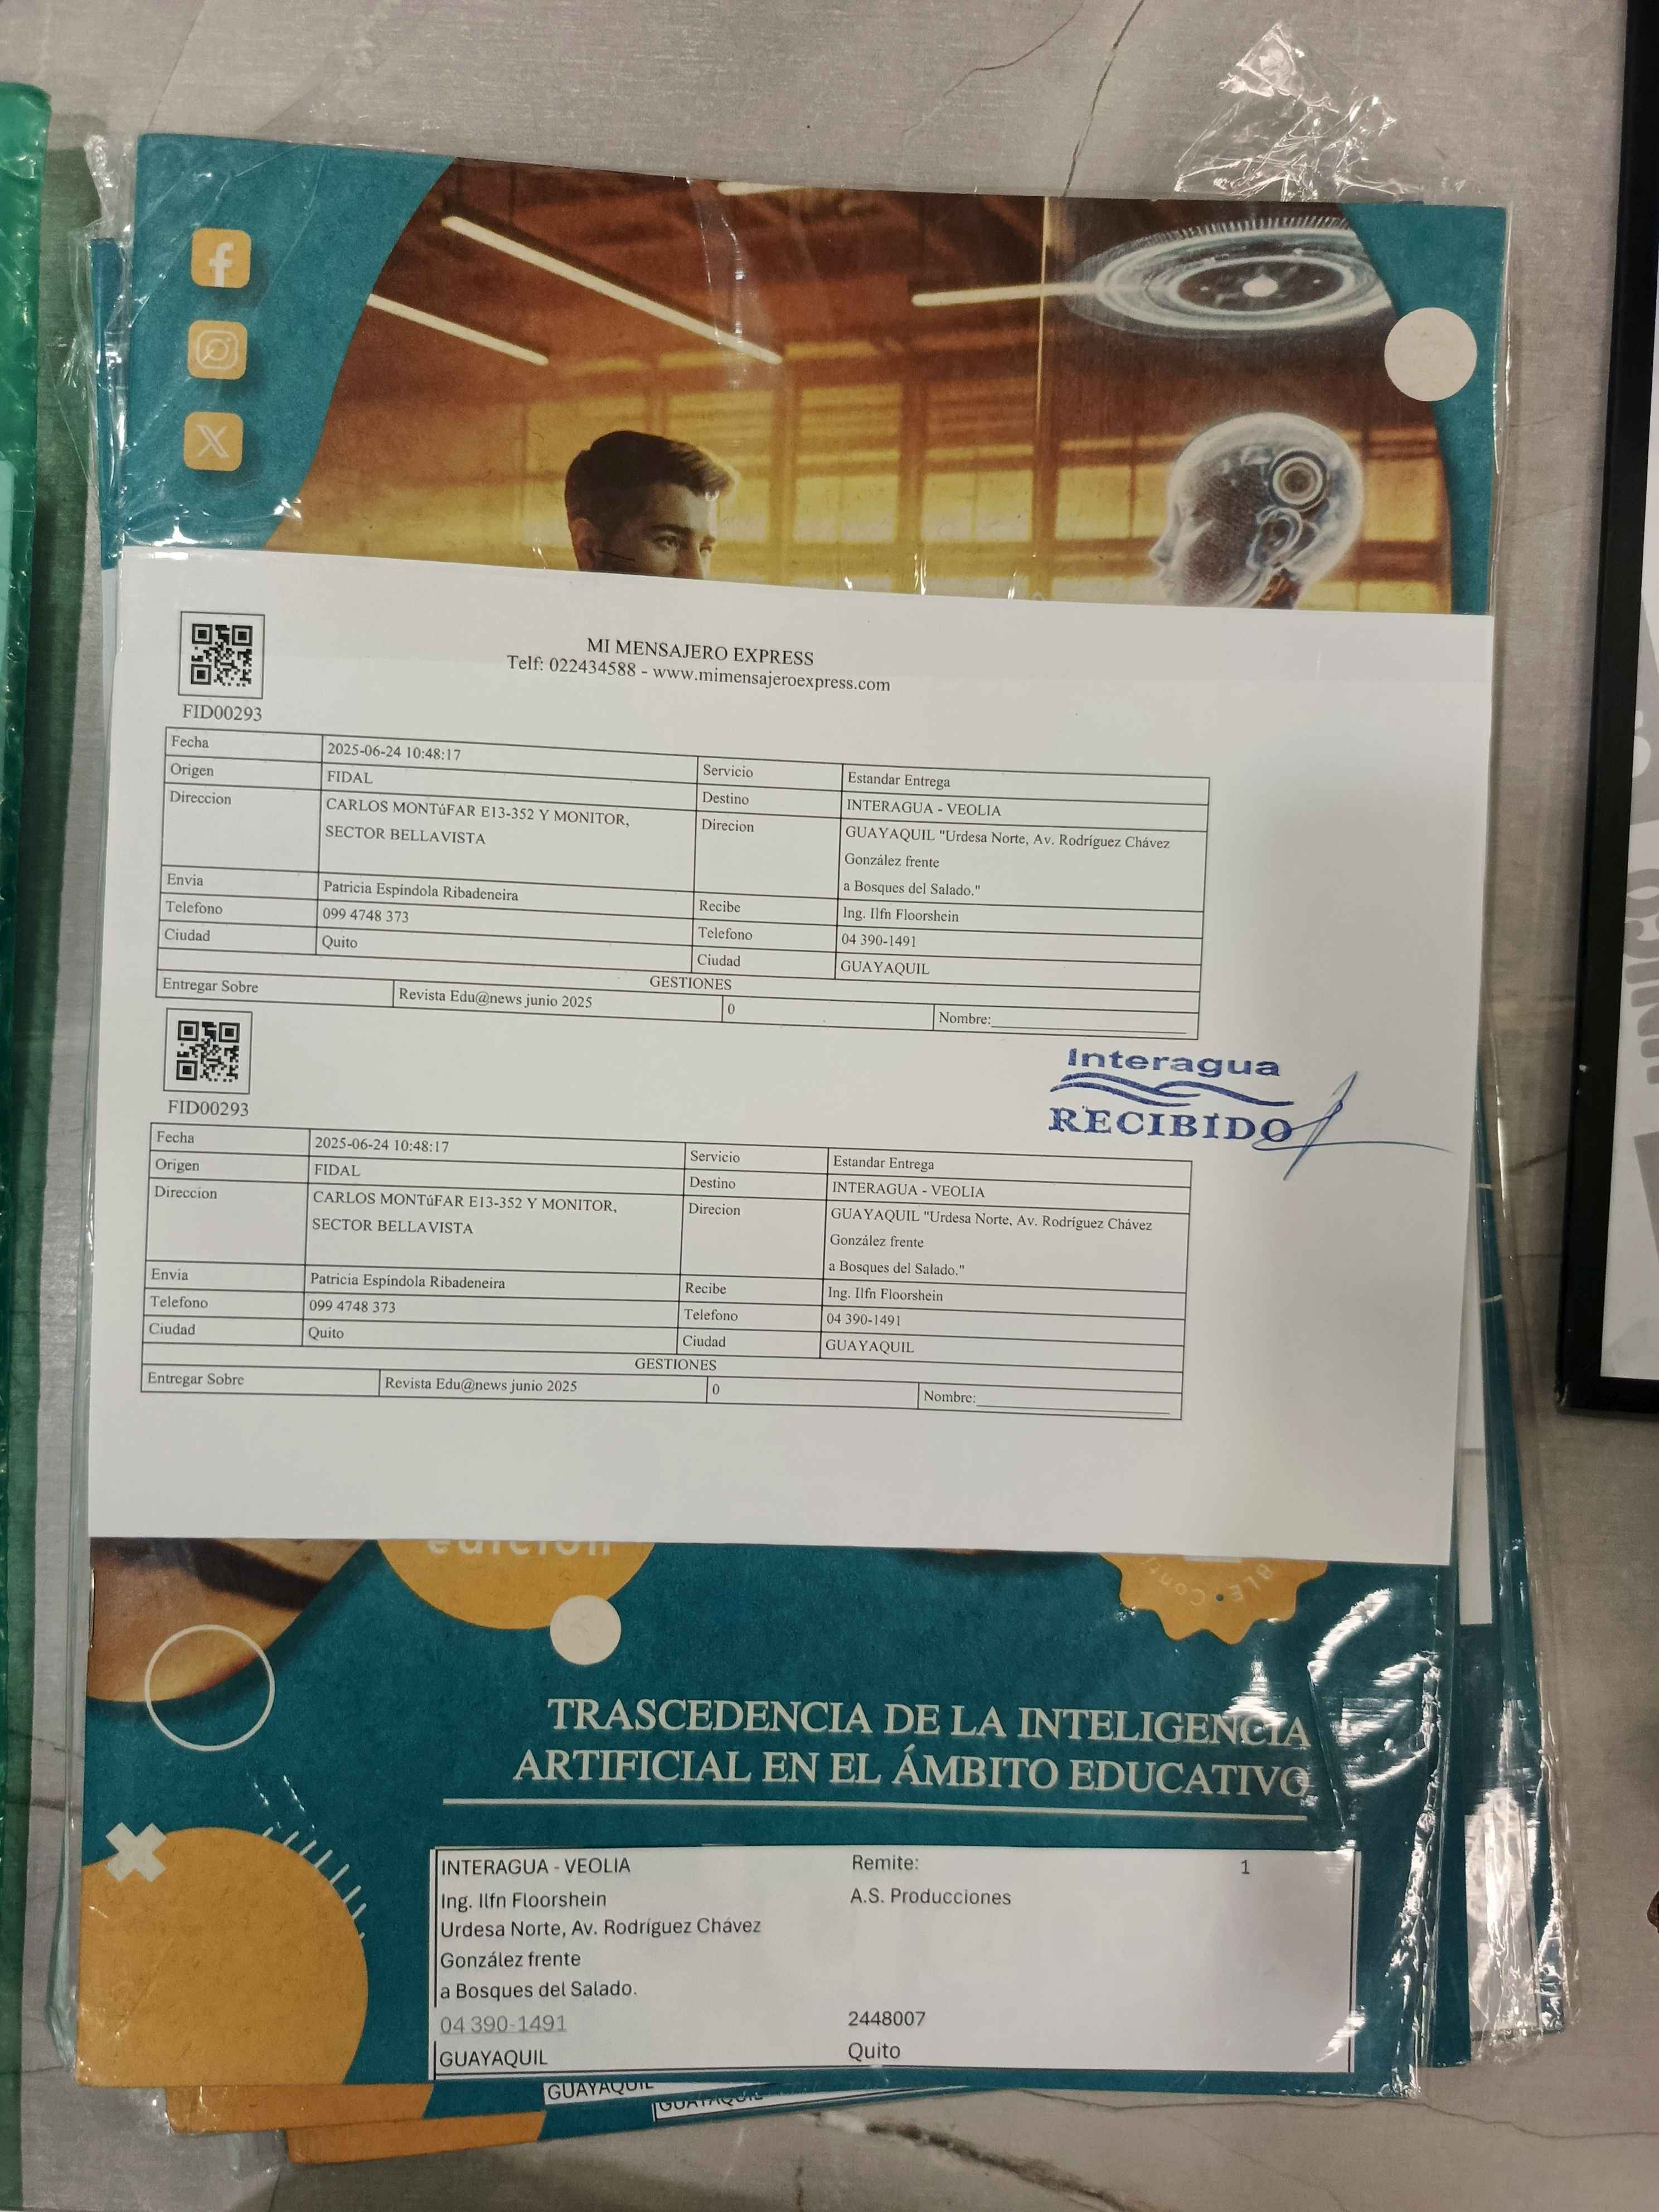 MI MENSAJERO EXPRESS
Telf: 022434588 - www.mimensajeroexpress.com
FID00293
Fecha 2025-06-24 10:48:17 Servicio Estandar Entrega
Origen FIDAL Destino INTERAGUA - VEOLIA
Direccion CARLOS MONTúFAR E13-352 Y MONITOR, Direcion GUAYAQUIL "Urdesa Norte, Av. Rodríguez Chávez
SECTOR BELLAVISTA González frente
a Bosques del Salado."
Envia Patricia Espíndola Ribadeneira Recibe Ing. Ilfn Floorshein
Telefono 099 4748 373 Telefono 04 390-1491
Ciudad Quito Ciudad GUAYAQUIL
GESTIONES
Entregar Sobre Revista Edu@news junio 2025 0 Nombre:
Interagua
RECIBIDO
FID00293
Fecha 2025-06-24 10:48:17 Servicio Estandar Entrega
Origen FIDAL Destino INTERAGUA - VEOLIA
Direccion CARLOS MONTúFAR E13-352 Y MONITOR, Direcion GUAYAQUIL "Urdesa Norte, Av. Rodríguez Chávez
SECTOR BELLAVISTA González frente
a Bosques del Salado."
Envia Patricia Espíndola Ribadeneira Recibe Ing. Ilfn Floorshein
Telefono 099 4748 373 Telefono 04 390-1491
Ciudad Quito Ciudad GUAYAQUIL
GESTIONES
Entregar Sobre Revista Edu@news junio 2025 0 Nombre:
edición
TRASCEDENCIA DE LA INTELIGENCIA
ARTIFICIAL EN EL ÁMBITO EDUCATIVO
INTERAGUA - VEOLIA Remite: 1
Ing. Ilfn Floorshein A.S. Producciones
Urdesa Norte, Av. Rodríguez Chávez
González frente
a Bosques del Salado.
04 390-1491 2448007
GUAYAQUIL Quito
GUAYAQUIL
GUAYAQUIL